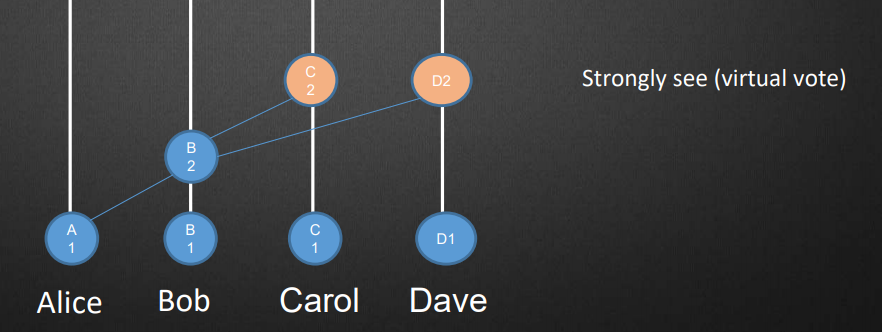 C
2
D2
Strongly see (virtual vote)
B
2
A
1
B
1
C
1
D1
Alice
Bob
Carol
Dave